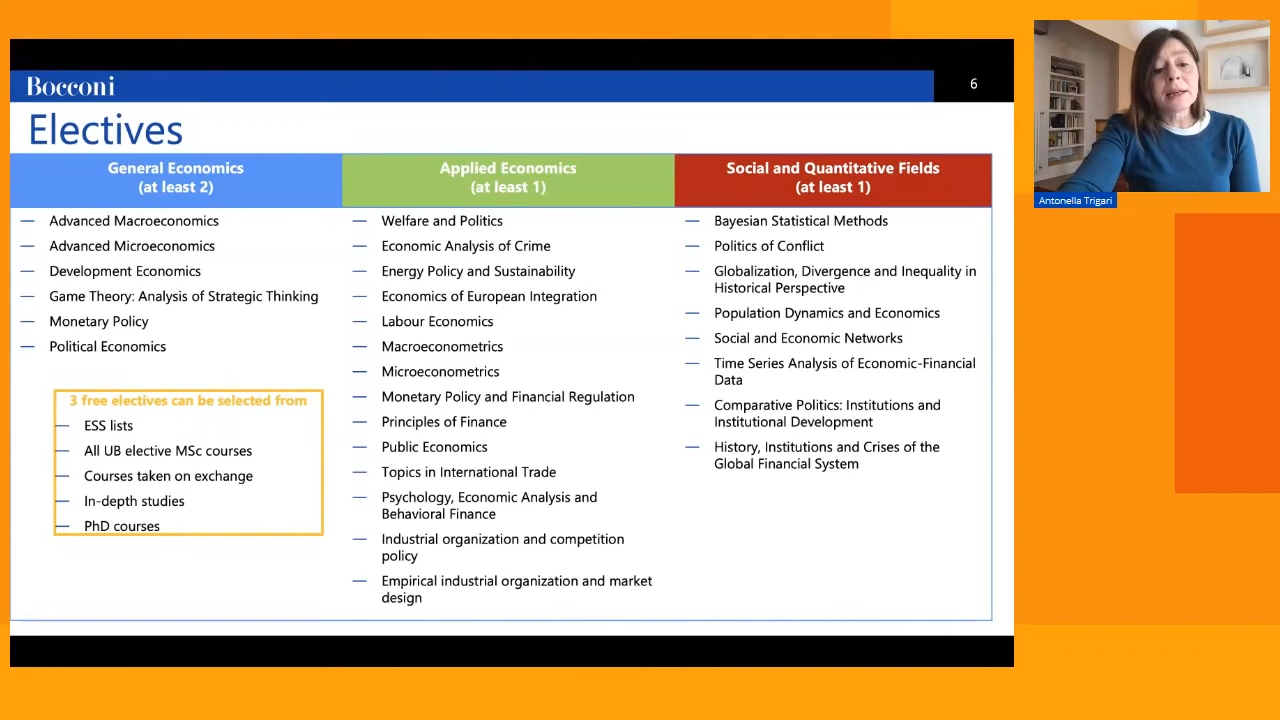 Bocconi
6
Electives
General Economics
(at least 2)
— Advanced Macroeconomics
— Advanced Microeconomics
— Development Economics
— Game Theory: Analysis of Strategic Thinking
— Monetary Policy
— Political Economics
3 free electives can be selected from
— ESS lists
— All UB elective MSc courses
— Courses taken on exchange
— In-depth studies
— PhD courses
Applied Economics
(at least 1)
— Welfare and Politics
— Economic Analysis of Crime
— Energy Policy and Sustainability
— Economics of European Integration
— Labour Economics
— Macroeconometrics
— Microeconometrics
— Monetary Policy and Financial Regulation
— Principles of Finance
— Public Economics
— Topics in International Trade
— Psychology, Economic Analysis and
Behavioral Finance
— Industrial organization and competition
policy
— Empirical industrial organization and market
design
Social and Quantitative Fields
(at least 1)
— Bayesian Statistical Methods
— Politics of Conflict
— Globalization, Divergence and Inequality in
Historical Perspective
— Population Dynamics and Economics
— Social and Economic Networks
— Time Series Analysis of Economic-Financial
Data
— Comparative Politics: Institutions and
Institutional Development
— History, Institutions and Crises of the
Global Financial System
Antonella Trigari